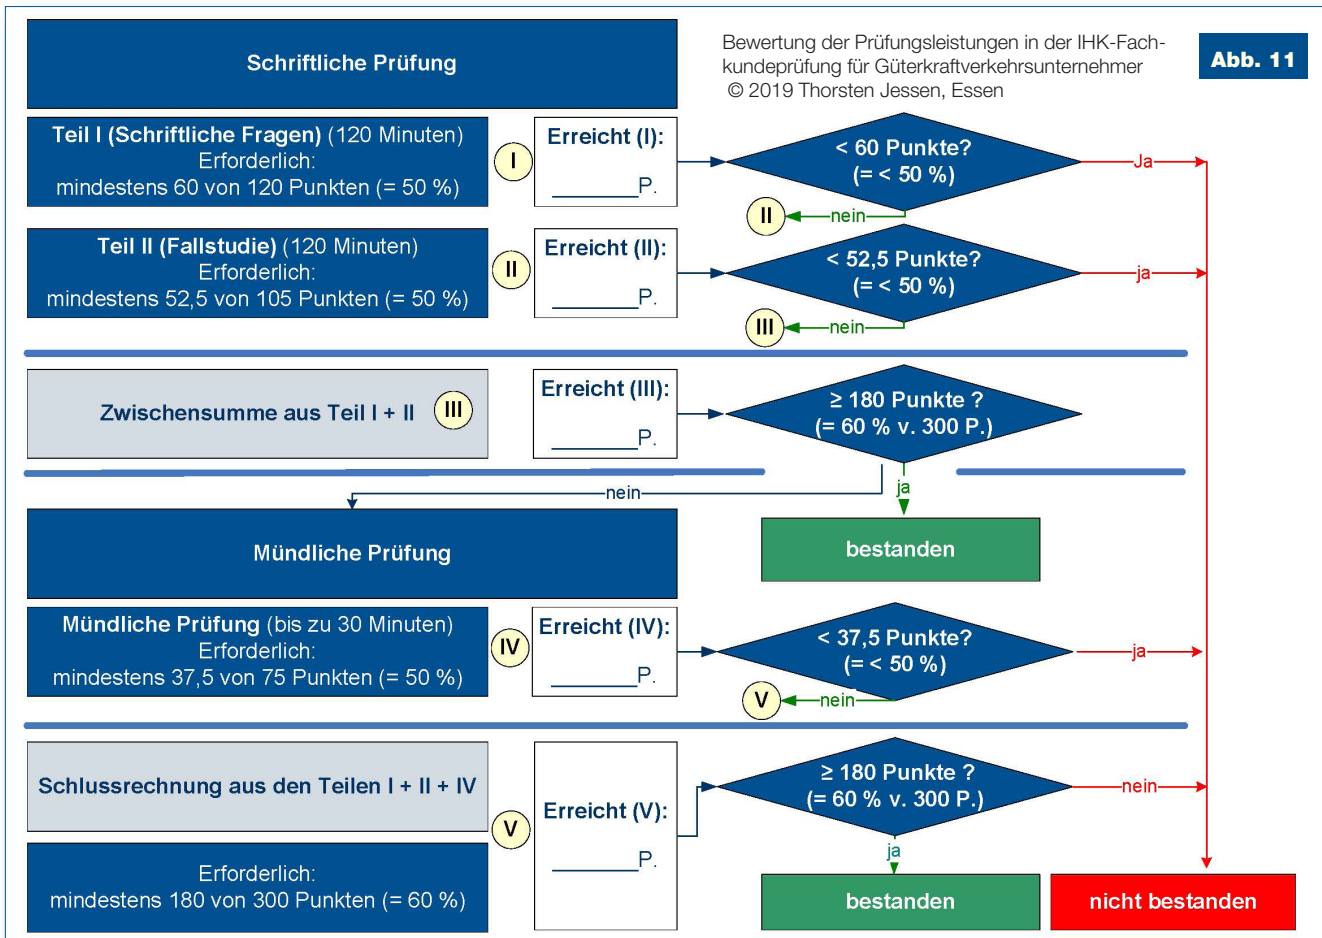 Schriftliche Prüfung
Bewertung der Prüfungsleistungen in der IHK-Fach-
kundeprüfung für Güterkraftverkehrsunternehmer
© 2019 Thorsten Jessen, Essen
Abb. 11
Teil I (Schriftliche Fragen) (120 Minuten)
Erforderlich:
mindestens 60 von 120 Punkten (= 50 %)
I
Erreicht (I):
_______P.
< 60 Punkte?
(= < 50 %)
Ja
II
nein
Teil II (Fallstudie) (120 Minuten)
Erforderlich:
mindestens 52,5 von 105 Punkten (= 50 %)
II
Erreicht (II):
_______P.
< 52,5 Punkte?
(= < 50 %)
ja
III
nein
Zwischensumme aus Teil I + II
III
Erreicht (III):
_______P.
≥ 180 Punkte ?
(= 60 % v. 300 P.)
nein
ja
bestanden
Mündliche Prüfung
Mündliche Prüfung (bis zu 30 Minuten)
Erforderlich:
mindestens 37,5 von 75 Punkten (= 50 %)
IV
Erreicht (IV):
_______P.
< 37,5 Punkte?
(= < 50 %)
ja
V
nein
Schlussrechnung aus den Teilen I + II + IV
Erforderlich:
mindestens 180 von 300 Punkten (= 60 %)
V
Erreicht (V):
_______P.
≥ 180 Punkte ?
(= 60 % v. 300 P.)
nein
ja
bestanden
nicht bestanden